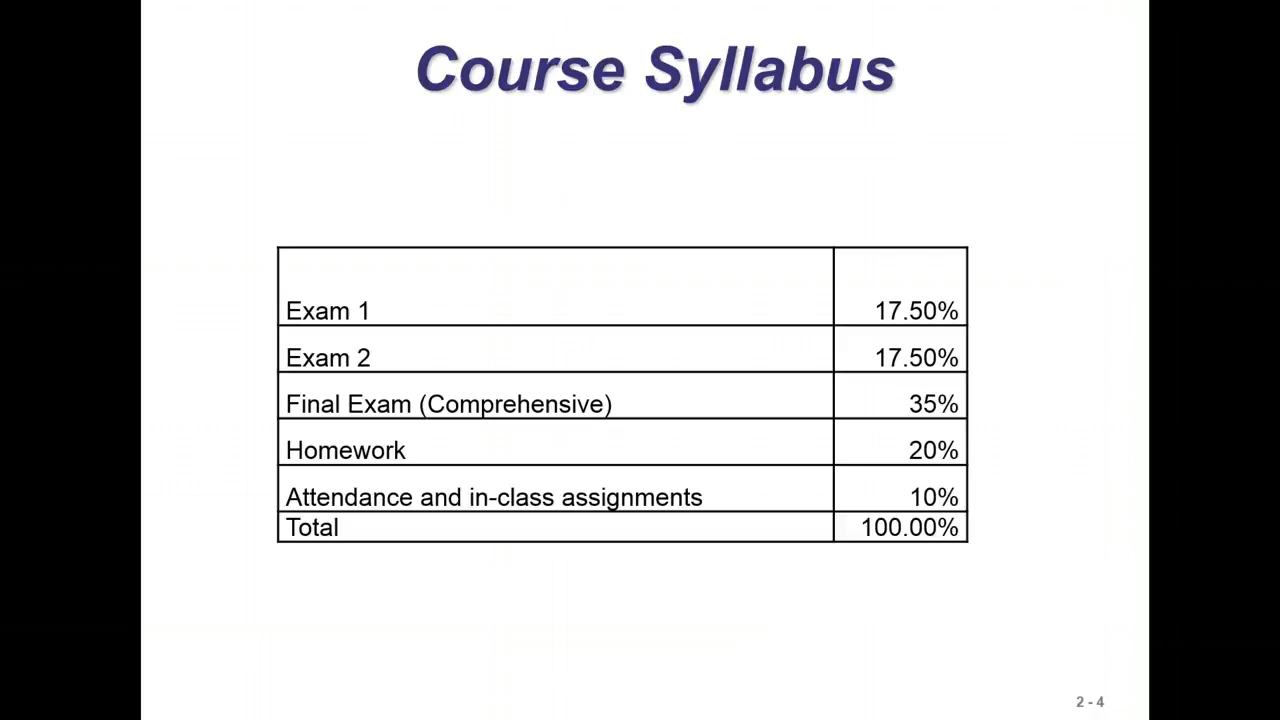 Course Syllabus
Exam 1 17.50%
Exam 2 17.50%
Final Exam (Comprehensive) 35%
Homework 20%
Attendance and in-class assignments 10%
Total 100.00%
2 - 4